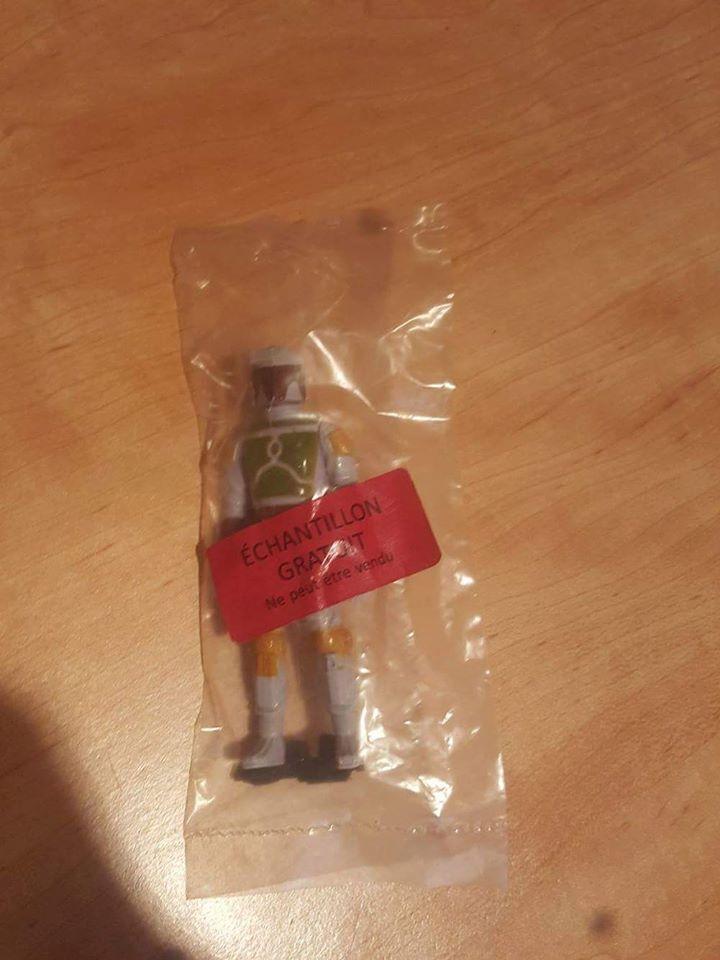 ÉCHANTILLON
GRATUIT
Ne peut être vendu